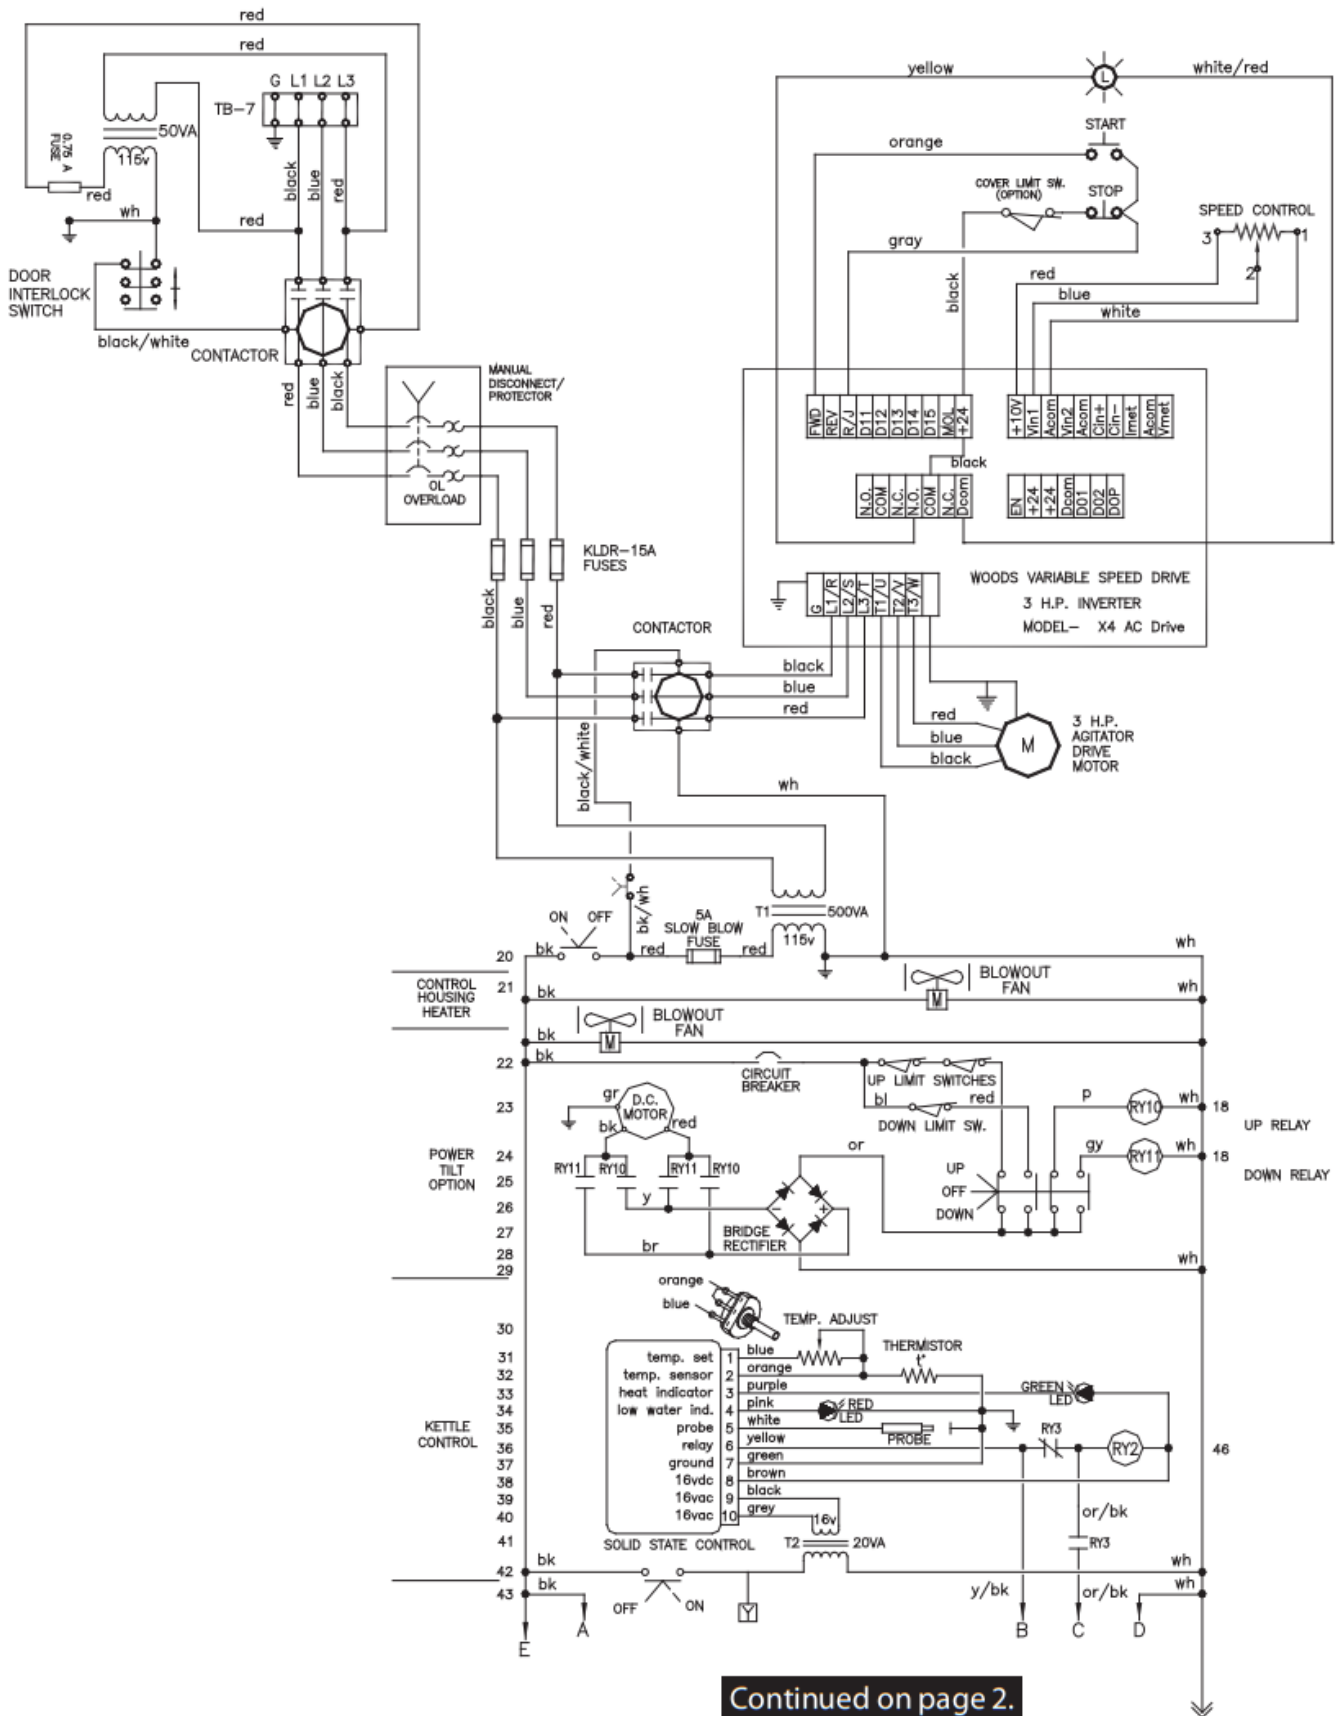 red
red
G L1 L2 L3
TB-7
50VA
115v
0.75 A
FUSE
red
wh
red
black
blue
red
DOOR
INTERLOCK
SWITCH
black/white
CONTACTOR
red
blue
black
MANUAL
DISCONNECT/
PROTECTOR
OL
OVERLOAD
KLDR-15A
FUSES
black
blue
red
yellow
L
white/red
START
orange
COVER LIMIT SW.
(OPTION)
STOP
gray
black
SPEED CONTROL
3
1
2
red
blue
white
FWD
REV
R/J
D11
D12
D13
D14
D15
MOL
+24
+10V
Vin1
Acom
Vin2
Acom
Cin+
Cin-
Imet
Acom
Vmet
black
N.O.
COM
N.C.
N.O.
COM
N.C.
Dcom
EN
+24
+24
Dcom
D01
D02
DOP
G
L1/R
L2/S
L3/T
T1/U
T2/V
T3/W
WOODS VARIABLE SPEED DRIVE
3 H.P. INVERTER
MODEL- X4 AC Drive
CONTACTOR
black
blue
red
red
blue
black
M
3 H.P.
AGITATOR
DRIVE
MOTOR
black/white
wh
bk/wh
T1
500VA
115v
ON OFF
5A
SLOW BLOW
FUSE
20
bk
red
red
wh
CONTROL
HOUSING
HEATER
21
bk
M
BLOWOUT
FAN
wh
bk
M
BLOWOUT
FAN
22
bk
CIRCUIT
BREAKER
UP LIMIT SWITCHES
bl
red
DOWN LIMIT SW.
23
gr
D.C.
MOTOR
bk
red
p
RY10
wh
18
UP RELAY
POWER
TILT
OPTION
24
RY11
RY10
RY11
RY10
or
gy
RY11
wh
18
DOWN RELAY
25
26
y
-
+
BRIDGE
RECTIFIER
UP
OFF
DOWN
27
28
br
29
wh
orange
blue
30
TEMP. ADJUST
THERMISTOR
t°
31
temp. set 1 blue
32
temp. sensor 2 orange
33
heat indicator 3 purple
GREEN
LED
34
low water ind. 4 pink
RED
LED
KETTLE
CONTROL
35
probe 5 white
PROBE
36
relay 6 yellow
RY3
RY2
46
37
ground 7 green
38
16vdc 8 brown
39
16vac 9 black
40
16vac 10 grey
16v
or/bk
41
SOLID STATE CONTROL
T2
20VA
RY3
42
bk
wh
43
bk
OFF ON
Y
y/bk
or/bk
wh
E
A
B
C
D
Continued on page 2.